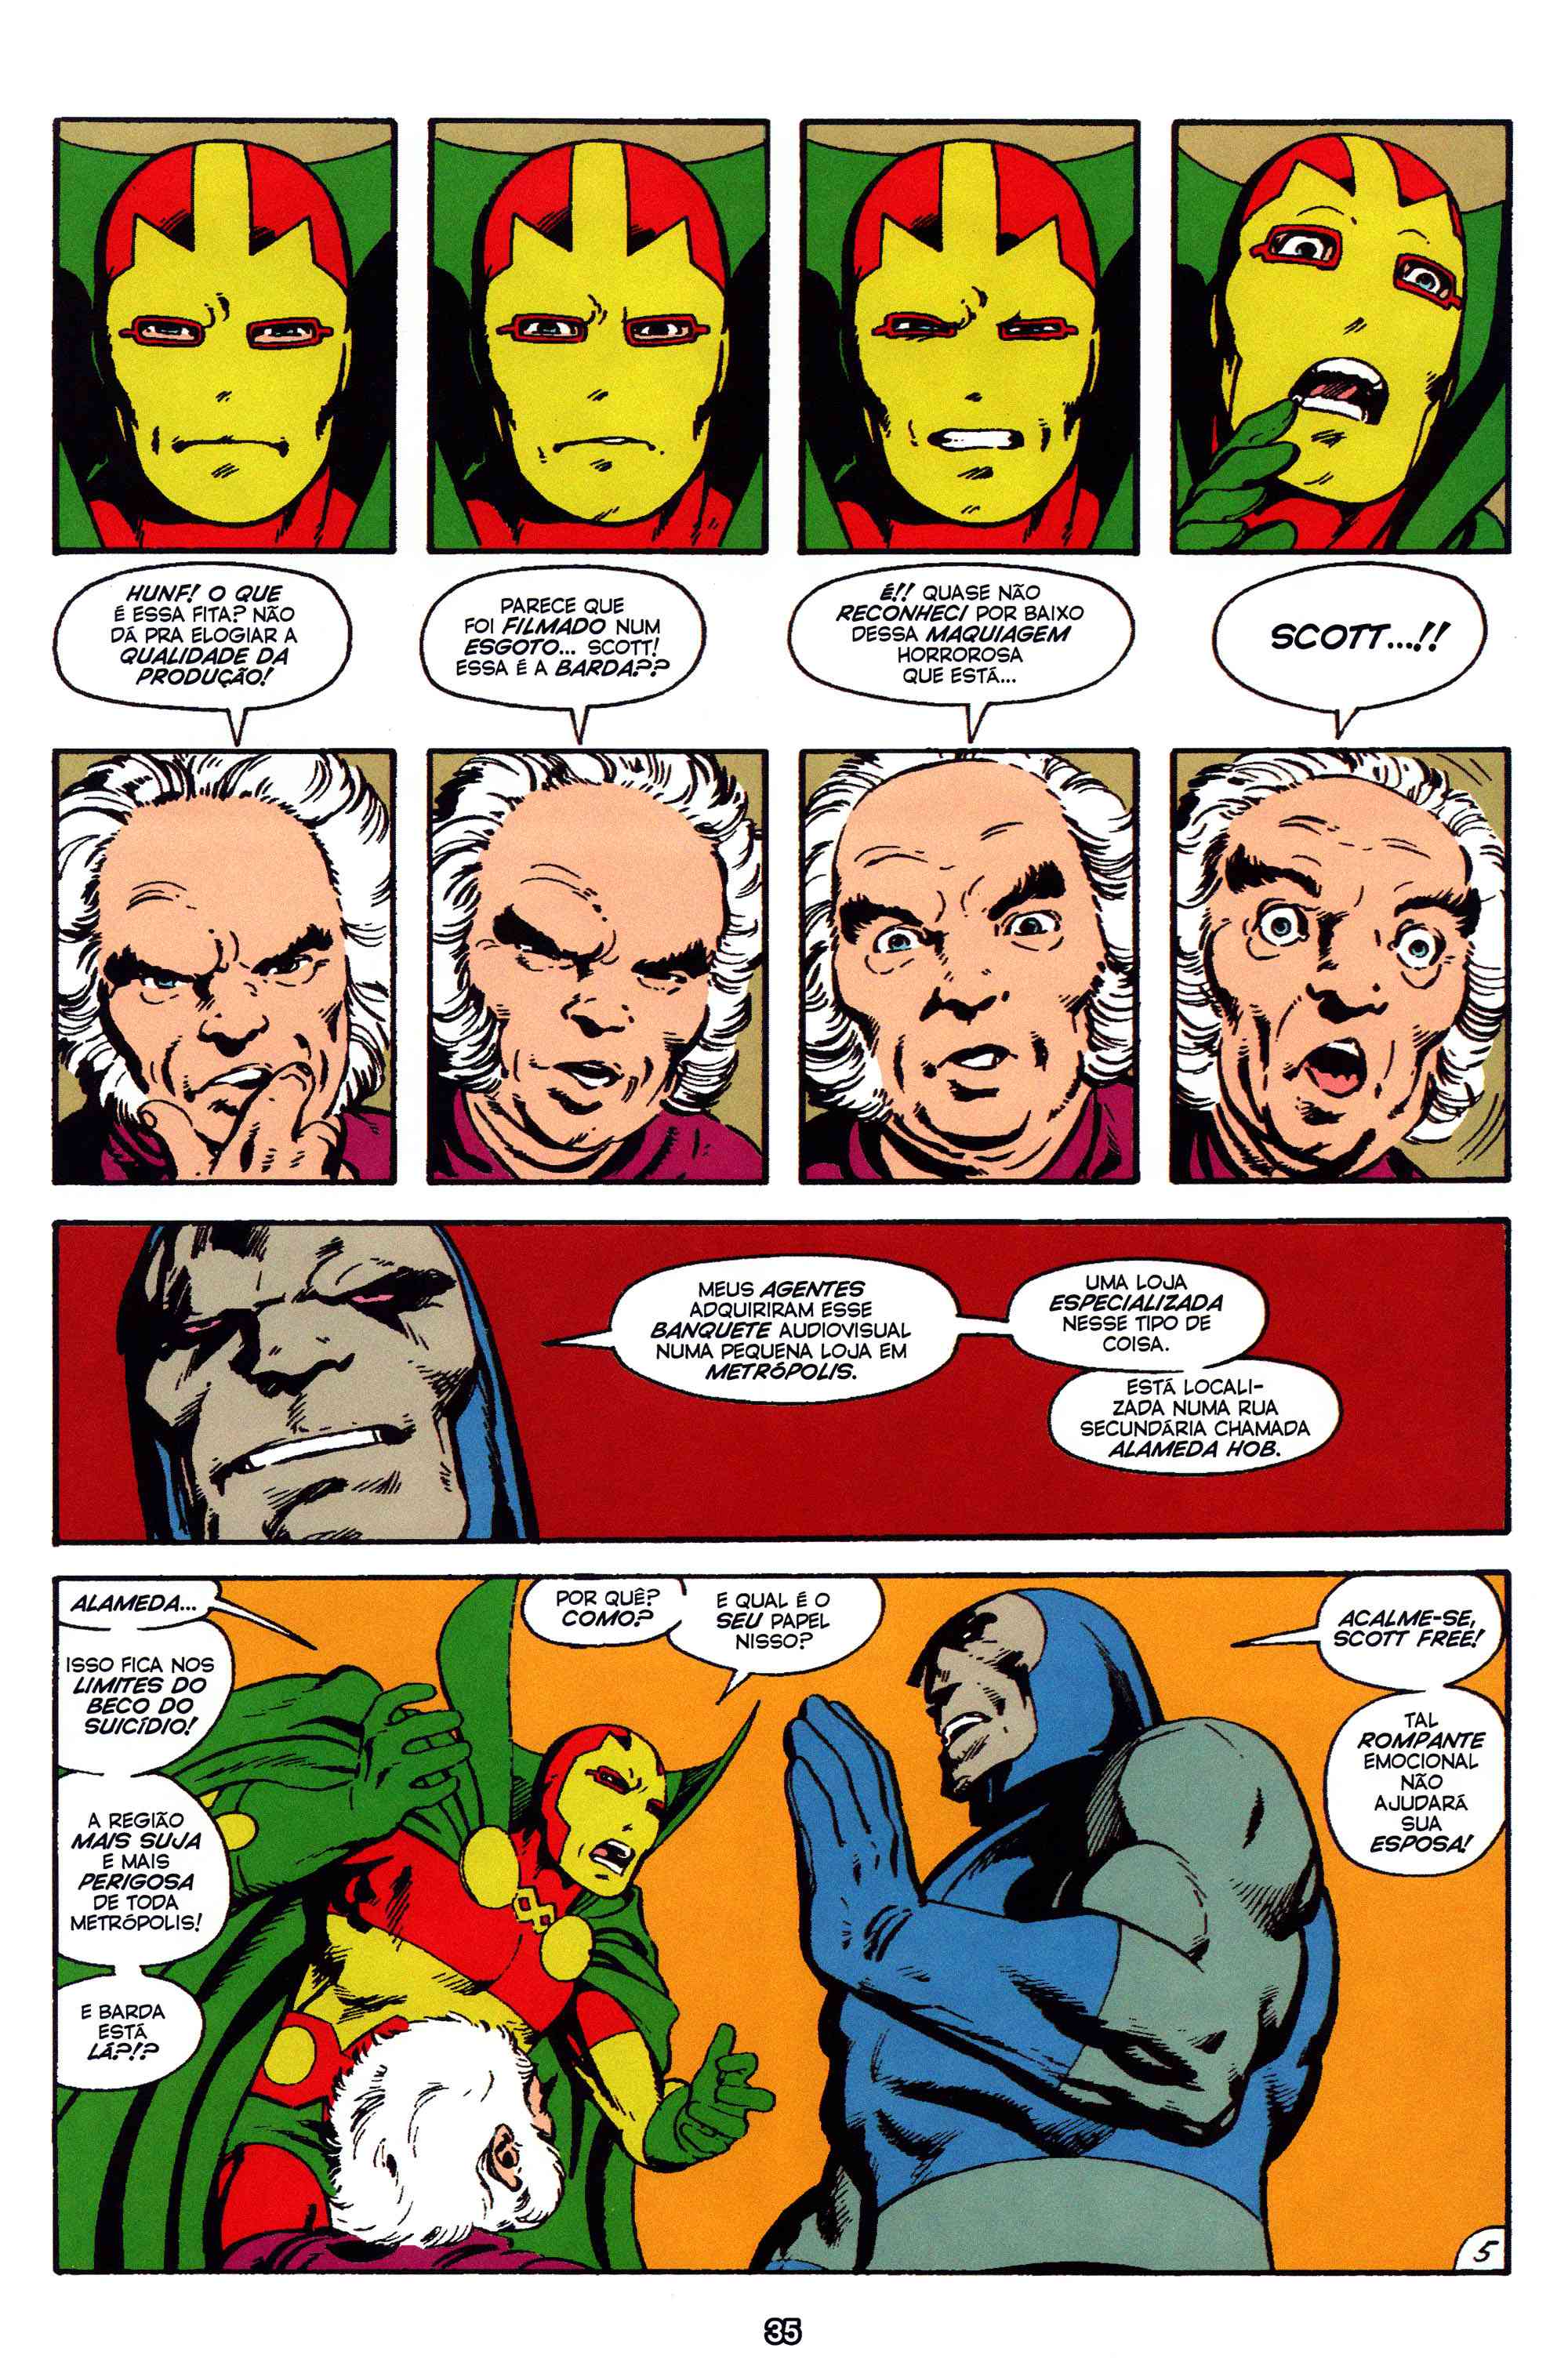 HUNF! O QUE
É ESSA FITA? NÃO
DÁ PRA ELOGIAR A
QUALIDADE DA
PRODUÇÃO!
PARECE QUE
FOI FILMADO NUM
ESGOTO... SCOTT!
ESSA É A BARDA??
É!! QUASE NÃO
RECONHECI POR BAIXO
DESSA MAQUIAGEM
HORROROSA
QUE ESTÁ...
SCOTT...!!
MEUS AGENTES
ADQUIRIRAM ESSE
BANQUETE AUDIOVISUAL
NUMA PEQUENA LOJA EM
METRÓPOLIS.
UMA LOJA
ESPECIALIZADA
NESSE TIPO DE
COISA.
ESTÁ LOCALI-
ZADA NUMA RUA
SECUNDÁRIA CHAMADA
ALAMEDA HOB.
ALAMEDA...
ISSO FICA NOS
LIMITES DO
BECO DO
SUICÍDIO!
A REGIÃO
MAIS SUJA
E MAIS
PERIGOSA
DE TODA
METRÓPOLIS!
E BARDA
ESTÁ
LÁ?!?
POR QUÊ?
COMO?
E QUAL É O
SEU PAPEL
NISSO?
ACALME-SE,
SCOTT FREE!
TAL
ROMPANTE
EMOCIONAL
NÃO
AJUDARÁ
SUA
ESPOSA!
5
35